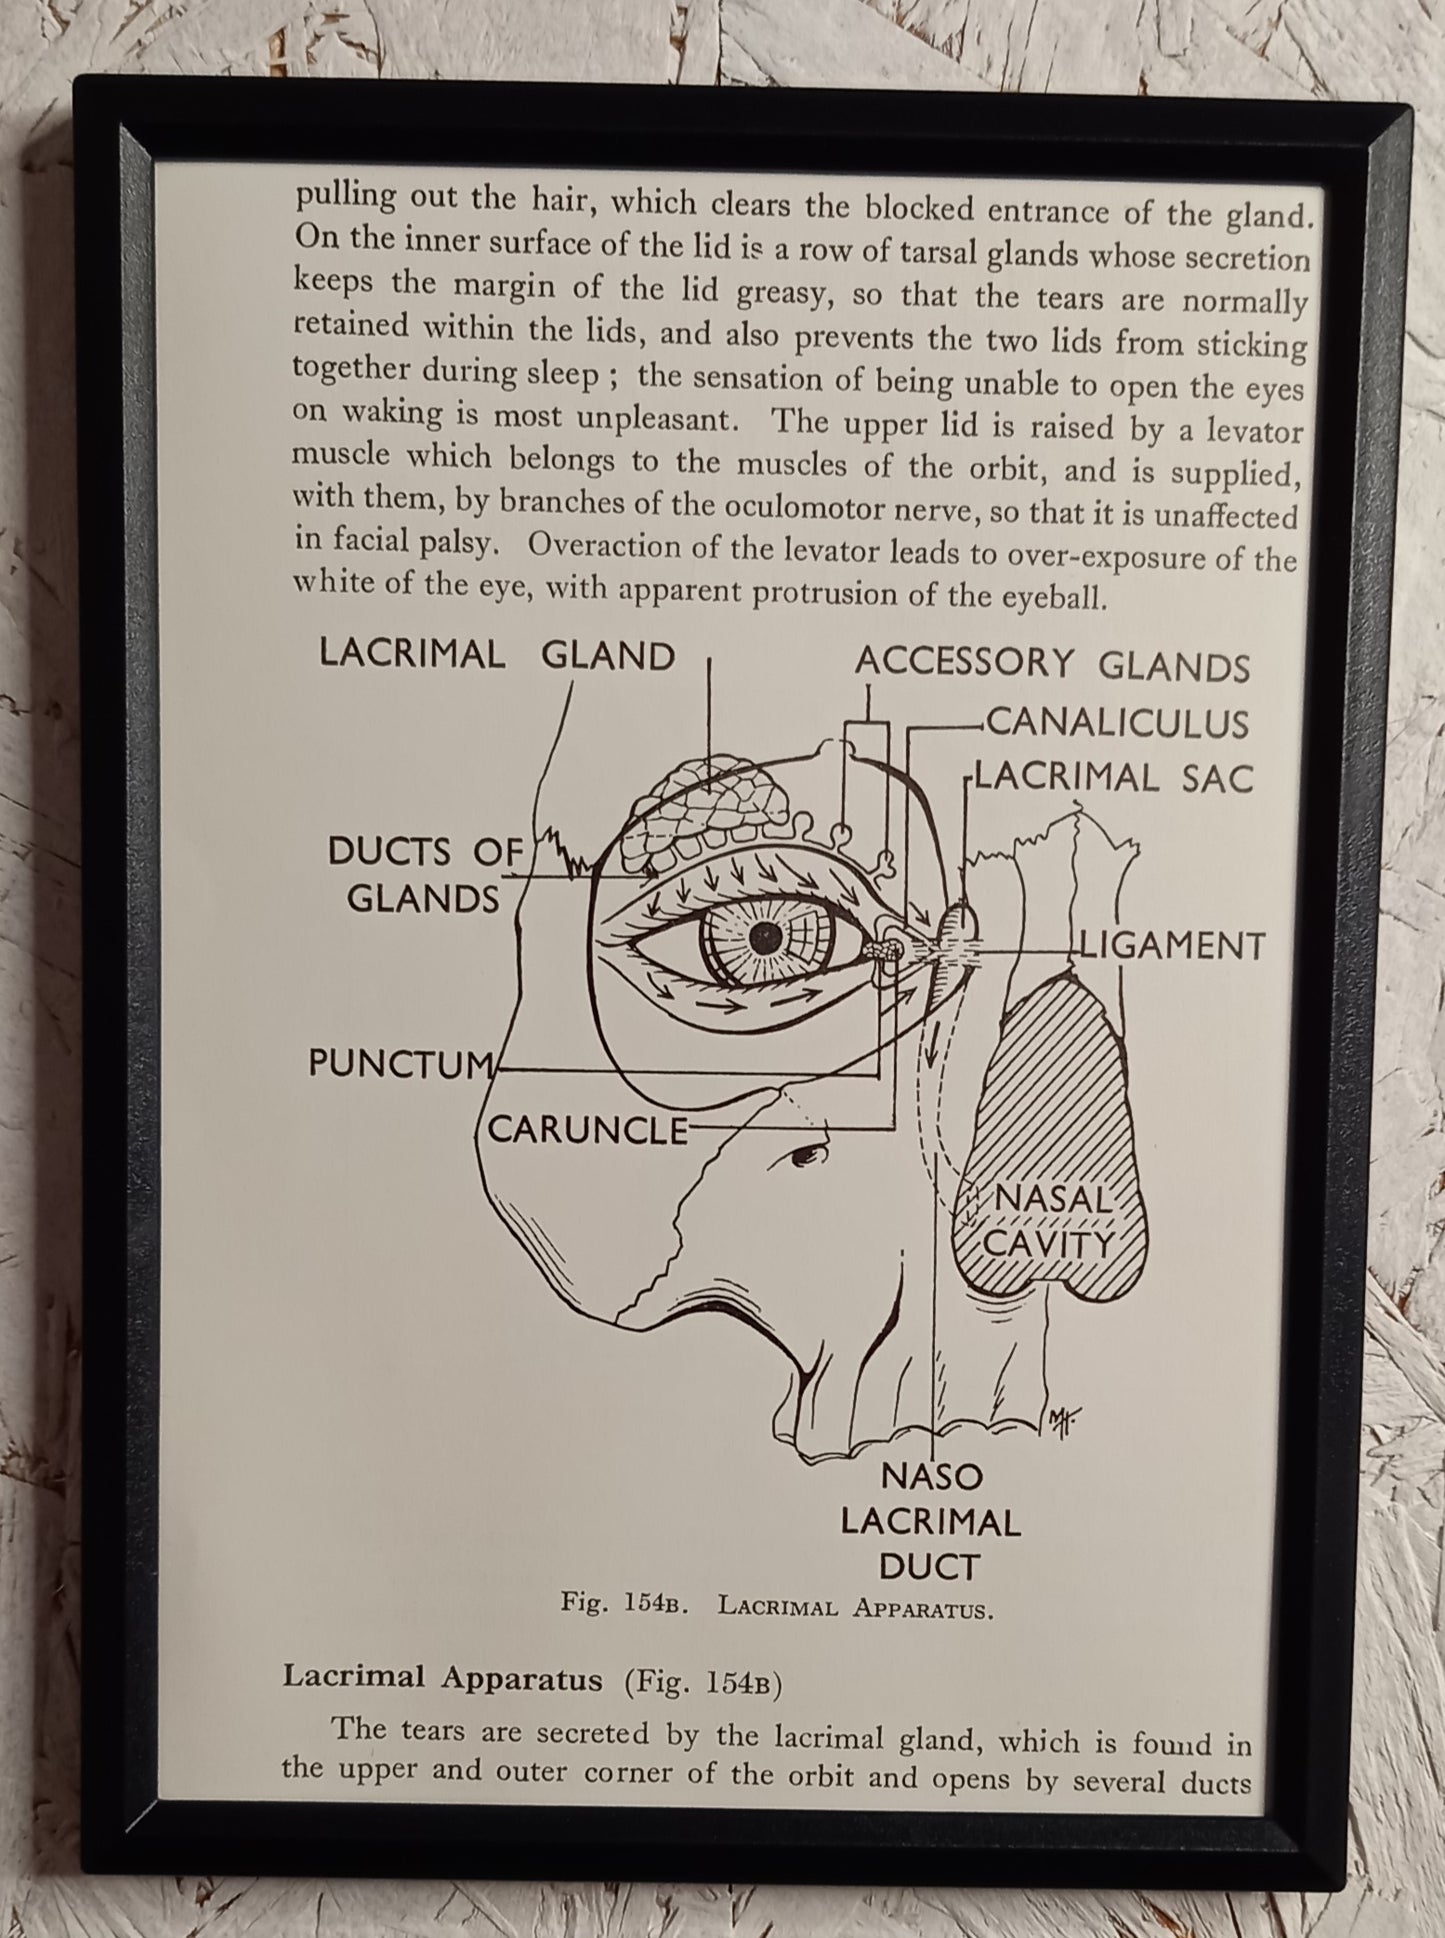 pulling out the hair, which clears the blocked entrance of the gland.
On the inner surface of the lid is a row of tarsal glands whose secretion
keeps the margin of the lid greasy, so that the tears are normally
retained within the lids, and also prevents the two lids from sticking
together during sleep ; the sensation of being unable to open the eyes
on waking is most unpleasant. The upper lid is raised by a levator
muscle which belongs to the muscles of the orbit, and is supplied,
with them, by branches of the oculomotor nerve, so that it is unaffected
in facial palsy. Overaction of the levator leads to over-exposure of the
white of the eye, with apparent protrusion of the eyeball.
LACRIMAL GLAND
ACCESSORY GLANDS
CANALICULUS
LACRIMAL SAC
DUCTS OF
GLANDS
LIGAMENT
PUNCTUM
CARUNCLE
NASAL
CAVITY
NASO
LACRIMAL
DUCT
Fig. 154B. LACRIMAL APPARATUS.
Lacrimal Apparatus (Fig. 154B)
The tears are secreted by the lacrimal gland, which is found in
the upper and outer corner of the orbit and opens by several ducts